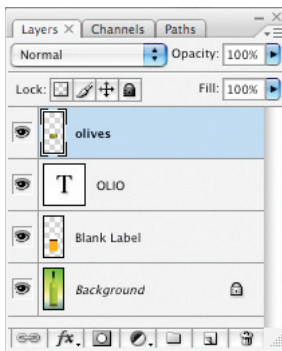 Layers × Channels Paths
Normal Opacity: 100%
Lock: Fill: 100%
olives
T OLIO
Blank Label
Background
fx.